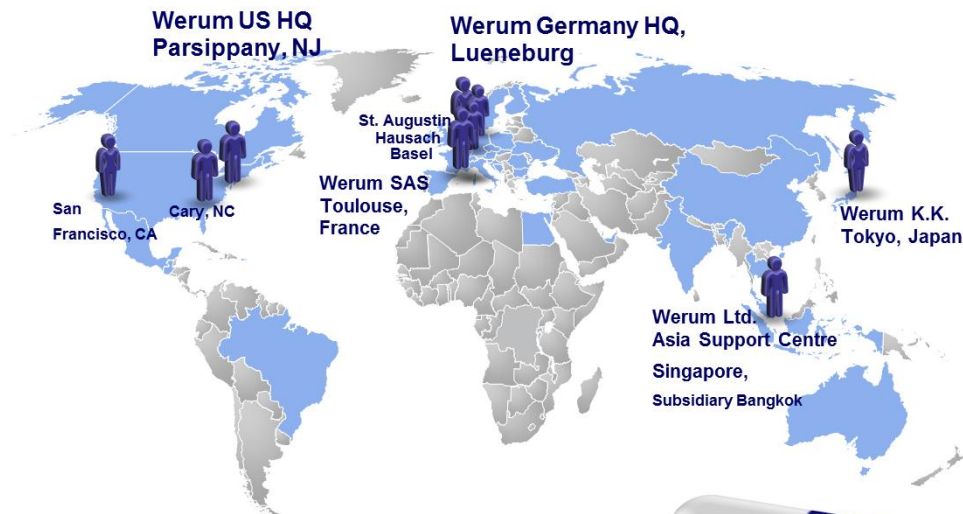 Werum US HQ
Parsippany, NJ
Werum Germany HQ,
Lueneburg
St. Augustin
Hausach
Basel
San
Francisco, CA
Cary, NC
Werum SAS
Toulouse,
France
Werum K.K.
Tokyo, Japan
Werum Ltd.
Asia Support Centre
Singapore,
Subsidiary Bangkok